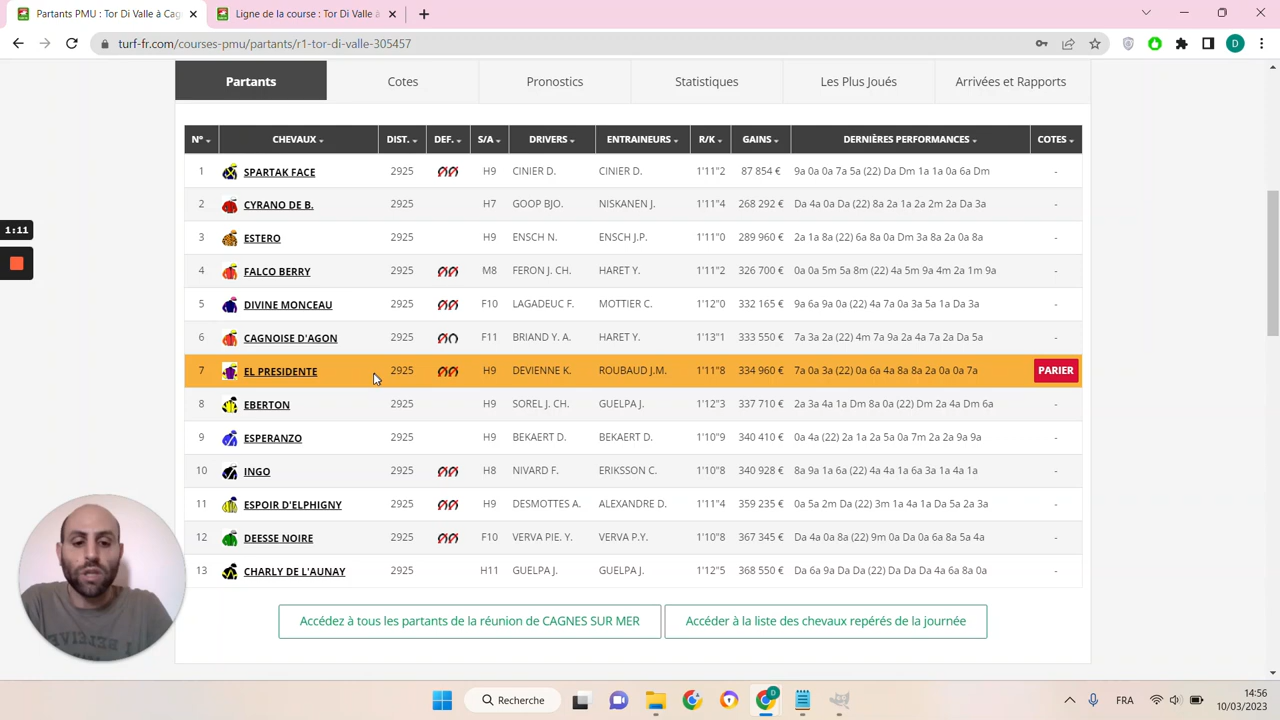 Partants PMU : Tor Di Valle à Cag
Ligne de la course : Tor Di Valle
turf-fr.com/courses-pmu/partants/r1-tor-di-valle-305457
D
Partants Cotes Pronostics Statistiques Les Plus Joués Arrivées et Rapports
N° CHEVAUX DIST. DEF. S/A DRIVERS ENTRAINEURS R/K GAINS DERNIÈRES PERFORMANCES COTES
1 SPARTAK FACE 2925 H9 CINIER D. CINIER D. 1'11"2 87 854 € 9a 0a 0a 7a 5a (22) Da Dm 1a 1a 0a 6a Dm -
2 CYRANO DE B. 2925 H7 GOOP BJO. NISKANEN J. 1'11"4 268 292 € Da 4a 0a Da (22) 8a 2a 1a 2a 2m 2a Da 3a -
1:11
3 ESTERO 2925 H9 ENSCH N. ENSCH J.P. 1'11"0 289 960 € 2a 1a 8a (22) 6a 8a 0a Dm 3a 8a 2a 0a 8a -
4 FALCO BERRY 2925 M8 FERON J. CH. HARET Y. 1'11"2 326 700 € 0a 0a 5m 5a 8m (22) 4a 5m 9a 4m 2a 1m 9a -
5 DIVINE MONCEAU 2925 F10 LAGADEUC F. MOTTIER C. 1'12"0 332 165 € 9a 6a 9a 0a (22) 4a 7a 0a 3a 5a 1a Da 3a -
6 CAGNOISE D'AGON 2925 F11 BRIAND Y. A. HARET Y. 1'13"1 333 550 € 7a 3a 2a (22) 4m 7a 9a 2a 4a 7a 2a Da 5a -
7 EL PRESIDENTE 2925 H9 DEVIENNE K. ROUBAUD J.M. 1'11"8 334 960 € 7a 0a 3a (22) 0a 6a 4a 8a 8a 2a 0a 0a 7a PARIER
8 EBERTON 2925 H9 SOREL J. CH. GUELPA J. 1'12"3 337 710 € 2a 3a 4a 1a Dm 8a 0a (22) Dm 2a 4a Dm 6a -
9 ESPERANZO 2925 H9 BEKAERT D. BEKAERT D. 1'10"9 340 410 € 0a 4a (22) 2a 1a 2a 5a 0a 7m 2a 2a 9a 9a -
10 INGO 2925 H8 NIVARD F. ERIKSSON C. 1'10"8 340 928 € 8a 9a 1a 6a (22) 4a 4a 1a 6a 3a 1a 4a 1a -
11 ESPOIR D'ELPHIGNY 2925 H9 DESMOTTES A. ALEXANDRE D. 1'11"4 359 235 € 0a 5a 2m Da (22) 3m 1a 4a 1a Da 5a 2a 3a -
12 DEESSE NOIRE 2925 F10 VERVA PIE. Y. VERVA P.Y. 1'10"8 367 345 € Da 4a 0a 8a (22) 9m 0a Da 0a 6a 8a 5a 4a -
13 CHARLY DE L'AUNAY 2925 H11 GUELPA J. GUELPA J. 1'12"5 368 550 € Da 6a 9a Da Da (22) Da Da Da 4a 6a 8a 0a -
Accédez à tous les partants de la réunion de CAGNES SUR MER
Accéder à la liste des chevaux repérés de la journée
Recherche
FRA
14:56
10/03/2023